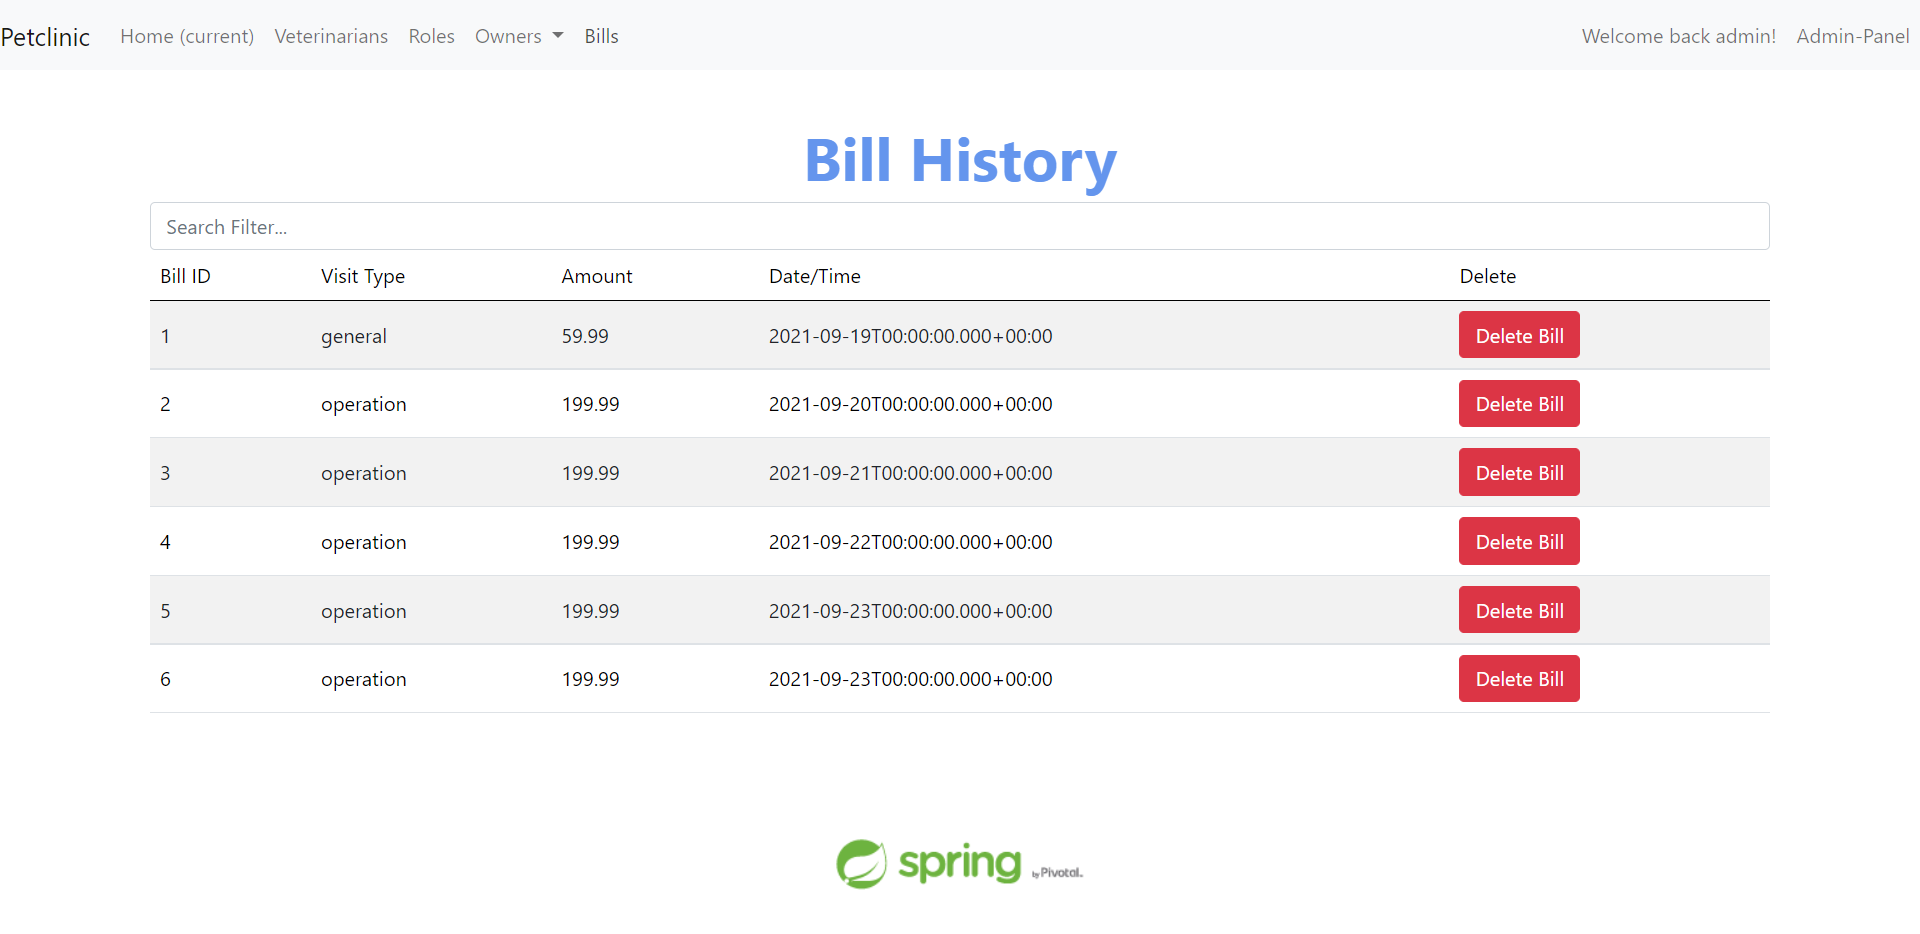 Petclinic Home (current) Veterinarians Roles Owners Bills Welcome back admin! Admin-Panel
Bill History
Search Filter...
Bill ID Visit Type Amount Date/Time Delete
1 general 59.99 2021-09-19T00:00:00.000+00:00 Delete Bill
2 operation 199.99 2021-09-20T00:00:00.000+00:00 Delete Bill
3 operation 199.99 2021-09-21T00:00:00.000+00:00 Delete Bill
4 operation 199.99 2021-09-22T00:00:00.000+00:00 Delete Bill
5 operation 199.99 2021-09-23T00:00:00.000+00:00 Delete Bill
6 operation 199.99 2021-09-23T00:00:00.000+00:00 Delete Bill
spring by Pivotal.